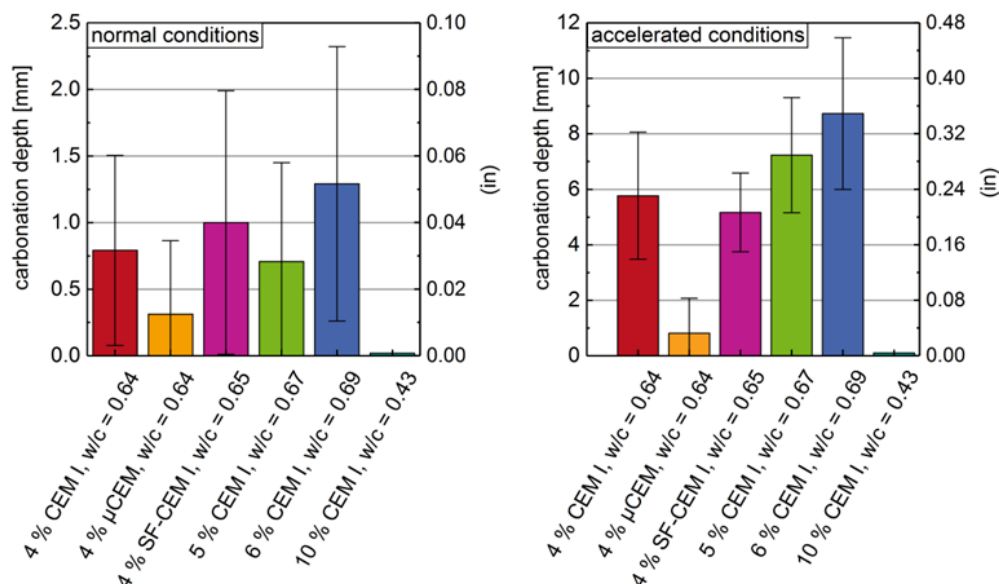 normal conditions
carbonation depth [mm]
2.5
2.0
1.5
1.0
0.5
0.0
0.10
0.08
0.06
0.04
0.02
0.00
(in)
4 % CEM I, w/c = 0.64
4 % µCEM, w/c = 0.64
4 % SF-CEM I, w/c = 0.65
5 % CEM I, w/c = 0.67
6 % CEM I, w/c = 0.69
10 % CEM I, w/c = 0.43
accelerated conditions
carbonation depth [mm]
12
10
8
6
4
2
0
0.48
0.40
0.32
0.24
0.16
0.08
0.00
(in)
4 % CEM I, w/c = 0.64
4 % µCEM, w/c = 0.64
4 % SF-CEM I, w/c = 0.65
5 % CEM I, w/c = 0.67
6 % CEM I, w/c = 0.69
10 % CEM I, w/c = 0.43